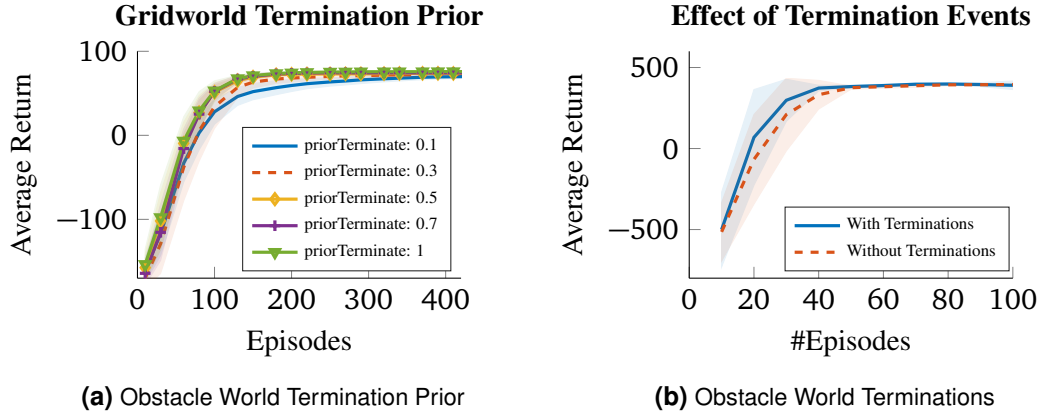 Gridworld Termination Prior
100
0
−100
Average Return
priorTerminate: 0.1
priorTerminate: 0.3
priorTerminate: 0.5
priorTerminate: 0.7
priorTerminate: 1
0 100 200 300 400
Episodes
(a) Obstacle World Termination Prior
Effect of Termination Events
500
0
−500
Average Return
With Terminations
Without Terminations
0 20 40 60 80 100
#Episodes
(b) Obstacle World Terminations